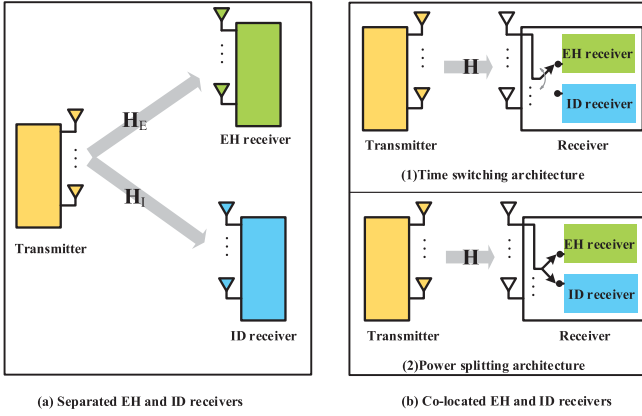 H_E
EH receiver
H_I
Transmitter
ID receiver
(a) Separated EH and ID receivers
H
EH receiver
ID receiver
Transmitter
Receiver
(1)Time switching architecture
H
EH receiver
ID receiver
Transmitter
Receiver
(2)Power splitting architecture
(b) Co-located EH and ID receivers